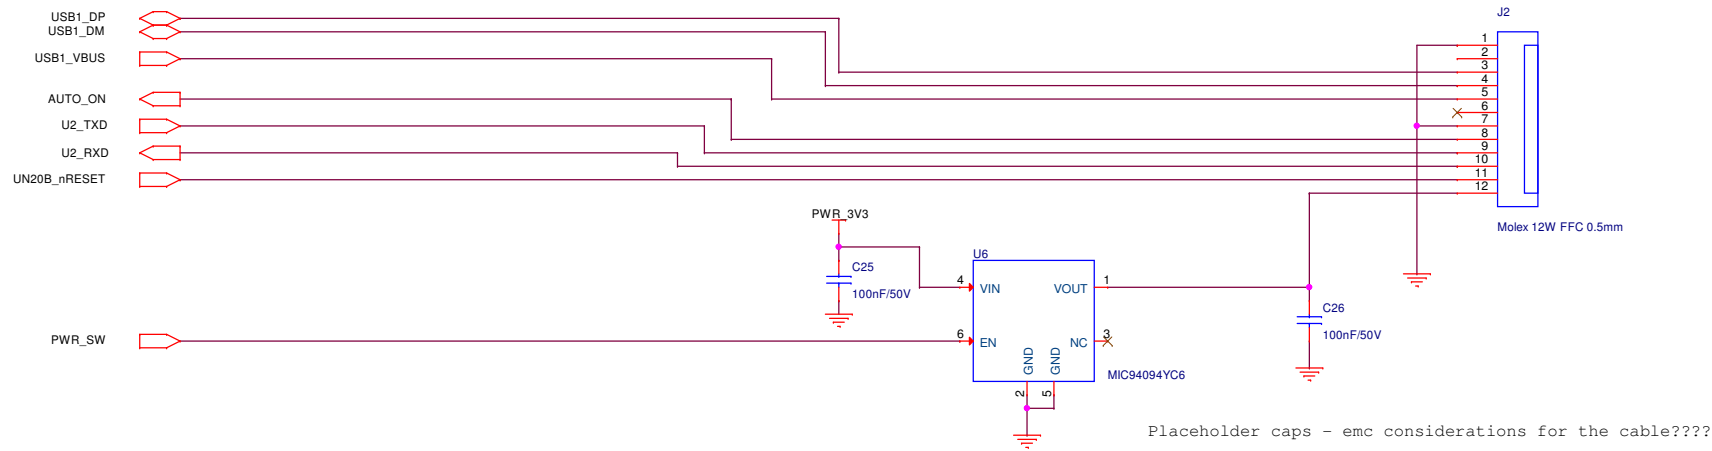 USB1_DP
USB1_DM
USB1_VBUS
AUTO_ON
U2_TXD
U2_RXD
UN20B_nRESET
J2
1
2
3
4
5
6
7
8
9
10
11
12
Molex 12W FFC 0.5mm
PWR_3V3
C25
100nF/50V
U6
4
VIN
VOUT
1
6
EN
NC
3
GND
GND
2
5
MIC94094YC6
C26
100nF/50V
PWR_SW
Placeholder caps - emc considerations for the cable????